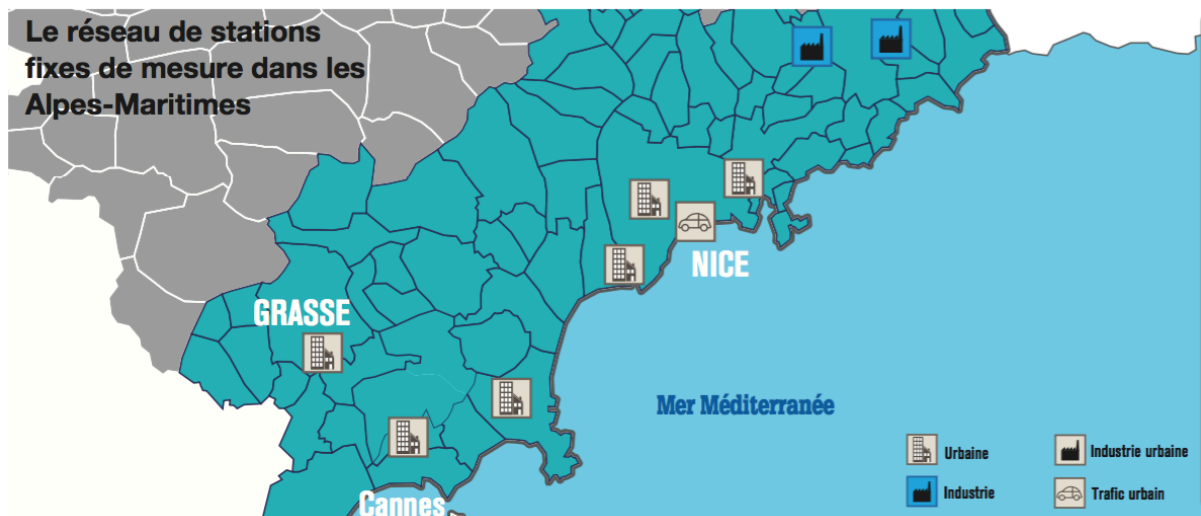 Le réseau de stations
fixes de mesure dans les
Alpes-Maritimes
NICE
GRASSE
Mer Méditerranée
Cannes
Urbaine
Industrie urbaine
Industrie
Trafic urbain